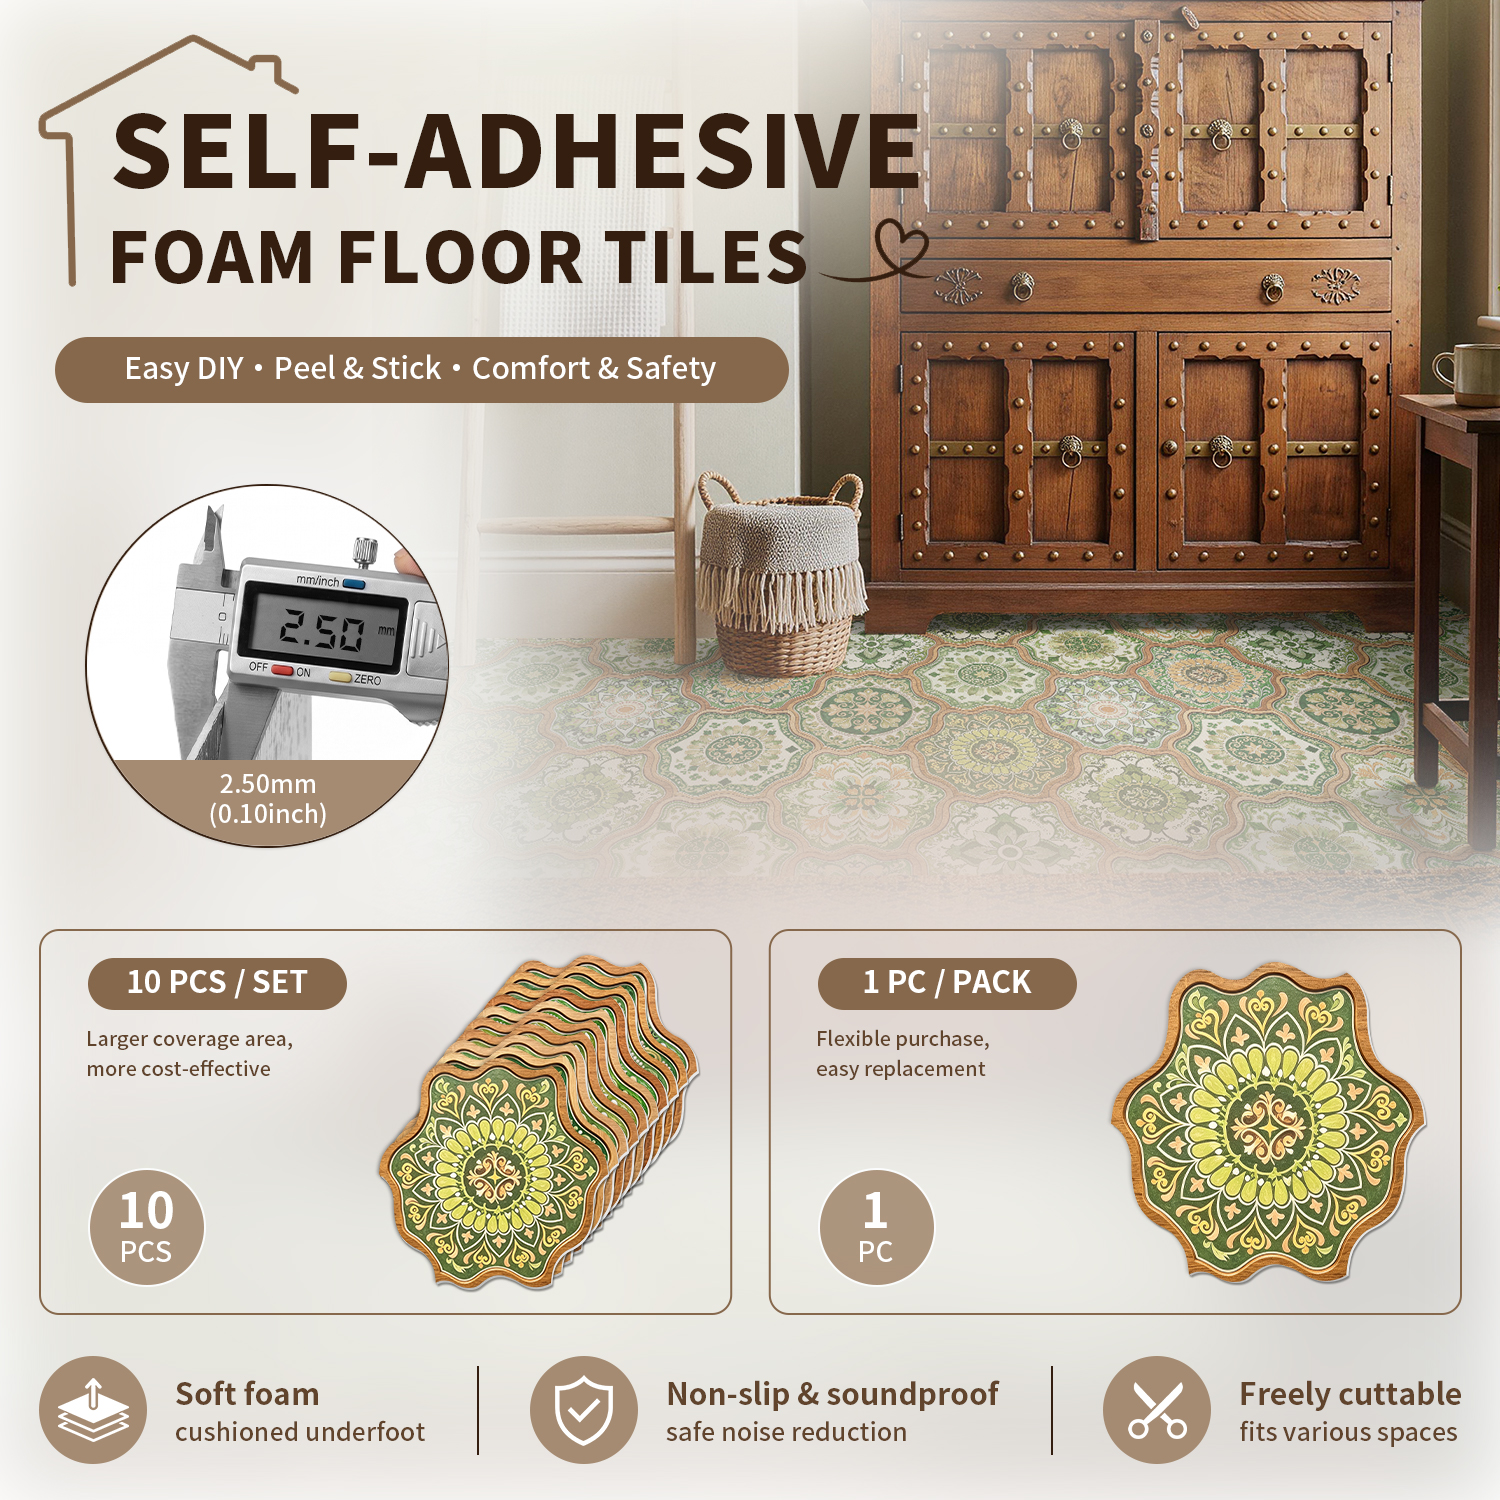 SELF-ADHESIVE
FOAM FLOOR TILES
Easy DIY • Peel & Stick • Comfort & Safety
mm/inch
0
2.50 mm
OFF ON ZERO
2.50mm
(0.10inch)
10 PCS / SET
Larger coverage area,
more cost-effective
10
PCS
1 PC / PACK
Flexible purchase,
easy replacement
1
PC
Soft foam
cushioned underfoot
Non-slip & soundproof
safe noise reduction
Freely cuttable
fits various spaces